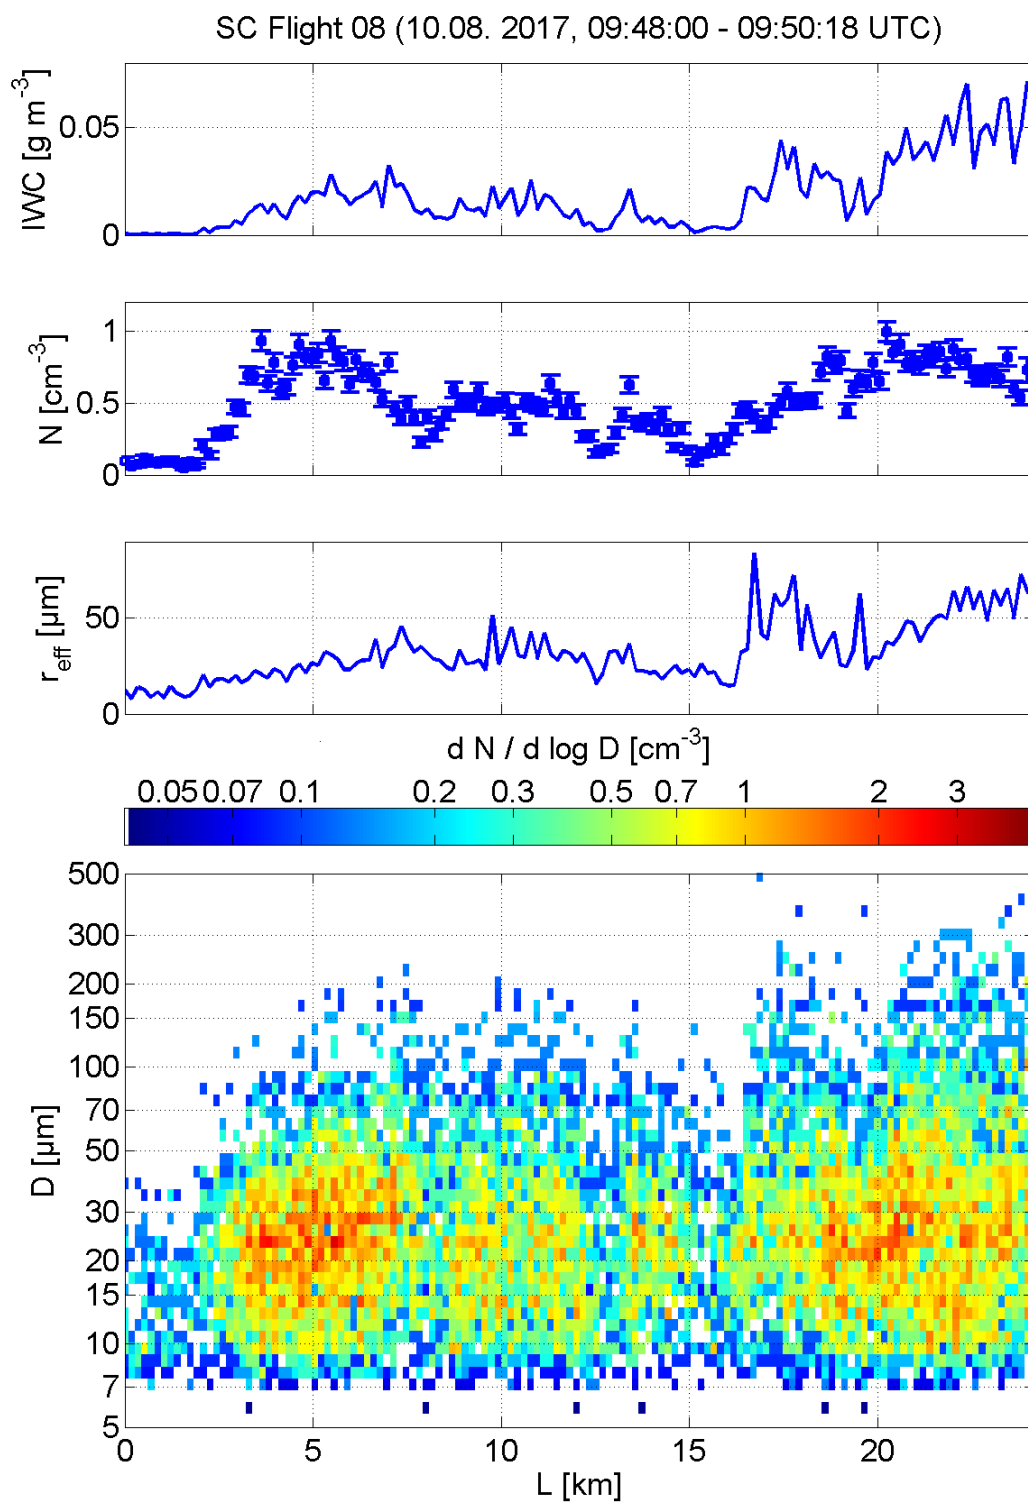 SC Flight 08 (10.08. 2017, 09:48:00 - 09:50:18 UTC)
IWC [g m⁻³]
0.05
0
N [cm⁻³]
1
0.5
0
r_eff [µm]
50
0
d N / d log D [cm⁻³]
0.05 0.07 0.1 0.2 0.3 0.5 0.7 1 2 3
D [µm]
500
300
200
150
100
70
50
30
20
15
10
7
5
0 5 10 15 20
L [km]